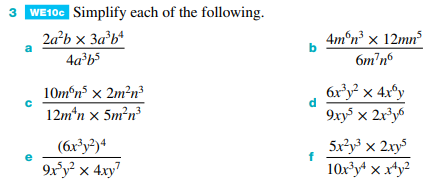 3 WE10c Simplify each of the following.
a 2a²b × 3a³b⁴ / 4a³b⁵
b 4m⁶n³ × 12mn⁵ / 6m⁷n⁶
c 10m⁶n⁵ × 2m²n³ / 12m⁴n × 5m²n³
d 6x³y² × 4x⁶y / 9xy⁵ × 2x³y⁶
e (6x³y²)⁴ / 9x⁵y² × 4xy⁷
f 5x²y³ × 2xy⁵ / 10x³y⁴ × x⁴y²